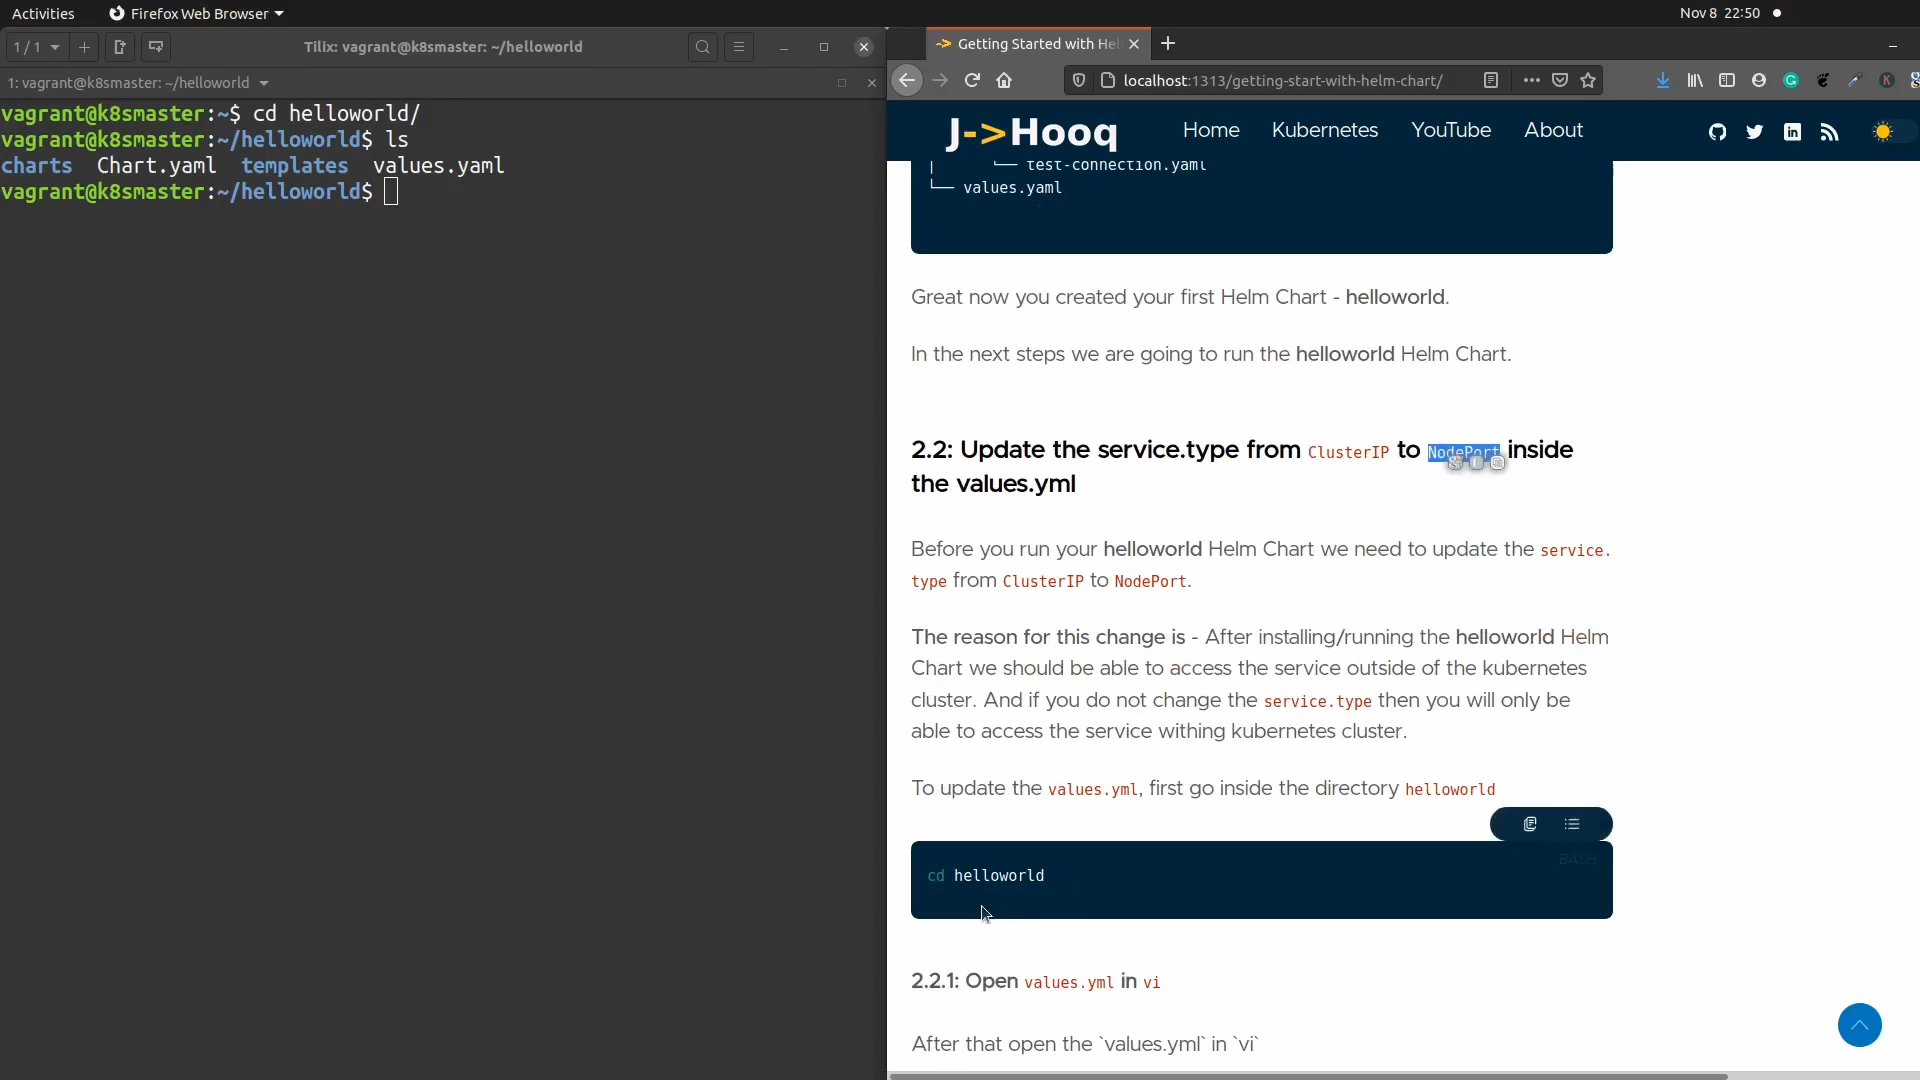 Activities Firefox Web Browser Nov 8 22:50
1 / 1 Tilix: vagrant@k8smaster: ~/helloworld
1: vagrant@k8smaster: ~/helloworld
vagrant@k8smaster:~$ cd helloworld/
vagrant@k8smaster:~/helloworld$ ls
charts Chart.yaml templates values.yaml
vagrant@k8smaster:~/helloworld$
Getting Started with Hel
localhost:1313/getting-start-with-helm-chart/
J->Hooq Home Kubernetes YouTube About
│ └── test-connection.yaml
└── values.yaml
Great now you created your first Helm Chart - helloworld.
In the next steps we are going to run the helloworld Helm Chart.
2.2: Update the service.type from ClusterIP to NodePort inside
the values.yml
Before you run your helloworld Helm Chart we need to update the service.
type from ClusterIP to NodePort.
The reason for this change is - After installing/running the helloworld Helm
Chart we should be able to access the service outside of the kubernetes
cluster. And if you do not change the service.type then you will only be
able to access the service withing kubernetes cluster.
To update the values.yml, first go inside the directory helloworld
BASH
cd helloworld
2.2.1: Open values.yml in vi
After that open the `values.yml` in `vi`